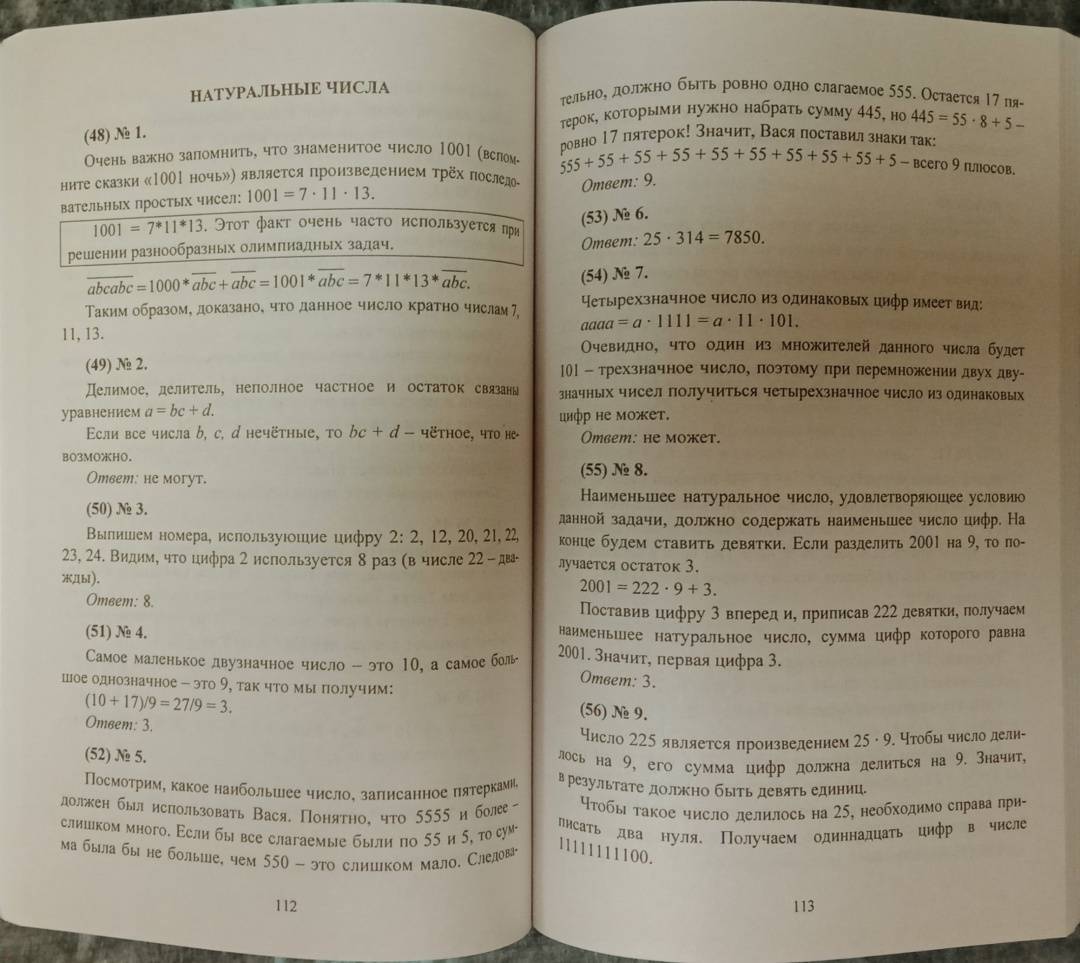 НАТУРАЛЬНЫЕ ЧИСЛА
(48) № 1.
Очень важно запомнить, что знаменитое число 1001 (вспом-
ните сказки «1001 ночь») является произведением трёх последо-
вательных простых чисел: 1001 = 7 · 11 · 13.
1001 = 7*11*13. Этот факт очень часто используется при
решении разнообразных олимпиадных задач.
abcabc = 1000*abc + abc = 1001*abc = 7*11*13*abc.
Таким образом, доказано, что данное число кратно числам 7,
11, 13.
(49) № 2.
Делимое, делитель, неполное частное и остаток связаны
уравнением a = bc + d.
Если все числа b, c, d нечётные, то bc + d – чётное, что не-
возможно.
Ответ: не могут.
(50) № 3.
Выпишем номера, использующие цифру 2: 2, 12, 20, 21, 22,
23, 24. Видим, что цифра 2 используется 8 раз (в числе 22 – два-
жды).
Ответ: 8.
(51) № 4.
Самое маленькое двузначное число – это 10, а самое боль-
шое однозначное – это 9, так что мы получим:
(10 + 17)/9 = 27/9 = 3.
Ответ: 3.
(52) № 5.
Посмотрим, какое наибольшее число, записанное пятерками,
должен был использовать Вася. Понятно, что 5555 и более –
слишком много. Если бы все слагаемые были по 55 и 5, то сум-
ма была бы не больше, чем 550 – это слишком мало. Следова-
112
тельно, должно быть ровно одно слагаемое 555. Остается 17 пя-
терок, которыми нужно набрать сумму 445, но 445 = 55 · 8 + 5 –
ровно 17 пятерок! Значит, Вася поставил знаки так:
555 + 55 + 55 + 55 + 55 + 55 + 55 + 55 + 55 + 5 – всего 9 плюсов.
Ответ: 9.
(53) № 6.
Ответ: 25 · 314 = 7850.
(54) № 7.
Четырехзначное число из одинаковых цифр имеет вид:
aaaa = a · 1111 = a · 11 · 101.
Очевидно, что один из множителей данного числа будет
101 – трехзначное число, поэтому при перемножении двух дву-
значных чисел получиться четырехзначное число из одинаковых
цифр не может.
Ответ: не может.
(55) № 8.
Наименьшее натуральное число, удовлетворяющее условию
данной задачи, должно содержать наименьшее число цифр. На
конце будем ставить девятки. Если разделить 2001 на 9, то по-
лучается остаток 3.
2001 = 222 · 9 + 3.
Поставив цифру 3 вперед и, приписав 222 девятки, получаем
наименьшее натуральное число, сумма цифр которого равна
2001. Значит, первая цифра 3.
Ответ: 3.
(56) № 9.
Число 225 является произведением 25 · 9. Чтобы число дели-
лось на 9, его сумма цифр должна делиться на 9. Значит,
в результате должно быть девять единиц.
Чтобы такое число делилось на 25, необходимо справа при-
писать два нуля. Получаем одиннадцать цифр в числе
11111111100.
113